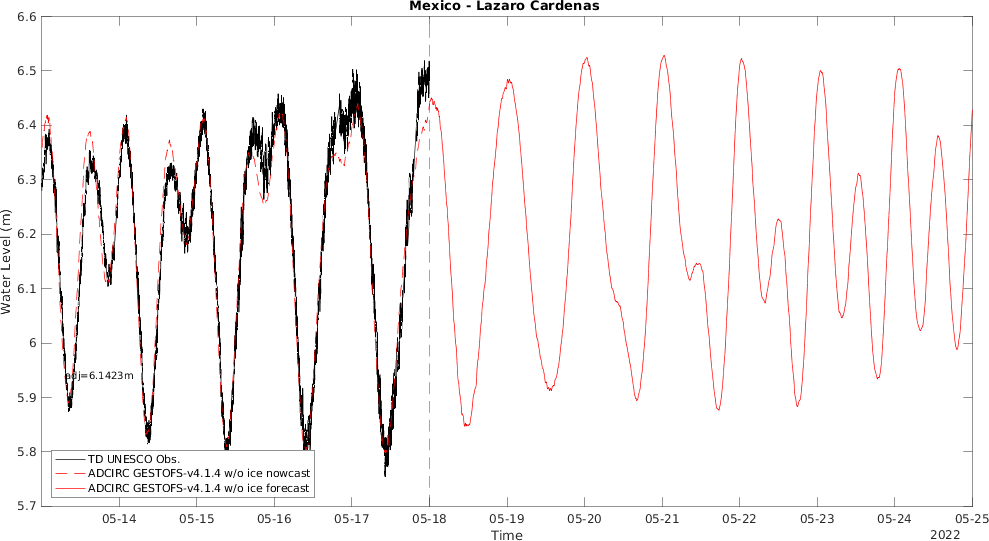 Mexico - Lazaro Cardenas
6.6
6.5
6.4
6.3
6.2
6.1
6
5.9
5.8
5.7
Water Level (m)
adj=6.1423m
TD UNESCO Obs.
ADCIRC GESTOFS-v4.1.4 w/o ice nowcast
ADCIRC GESTOFS-v4.1.4 w/o ice forecast
05-14 05-15 05-16 05-17 05-18 05-19 05-20 05-21 05-22 05-23 05-24 05-25
Time
2022